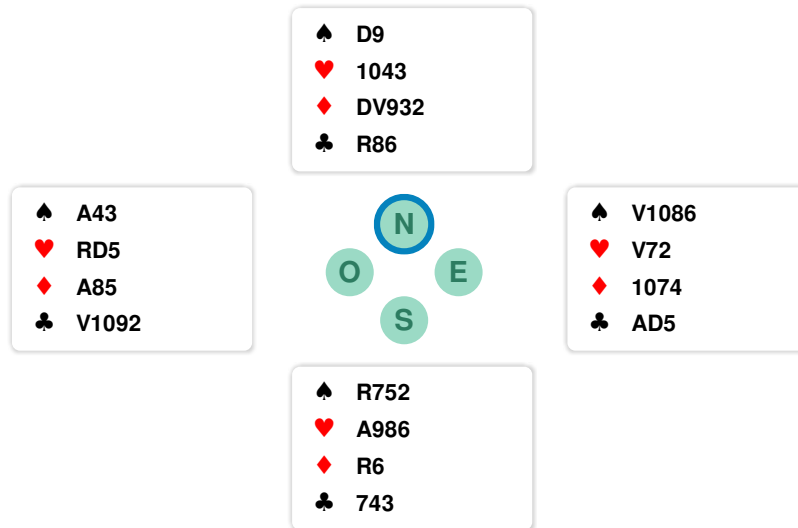 ♠ D9
♥ 1043
♦ DV932
♣ R86
♠ A43
♥ RD5
♦ A85
♣ V1092
N
O E
S
♠ V1086
♥ V72
♦ 1074
♣ AD5
♠ R752
♥ A986
♦ R6
♣ 743